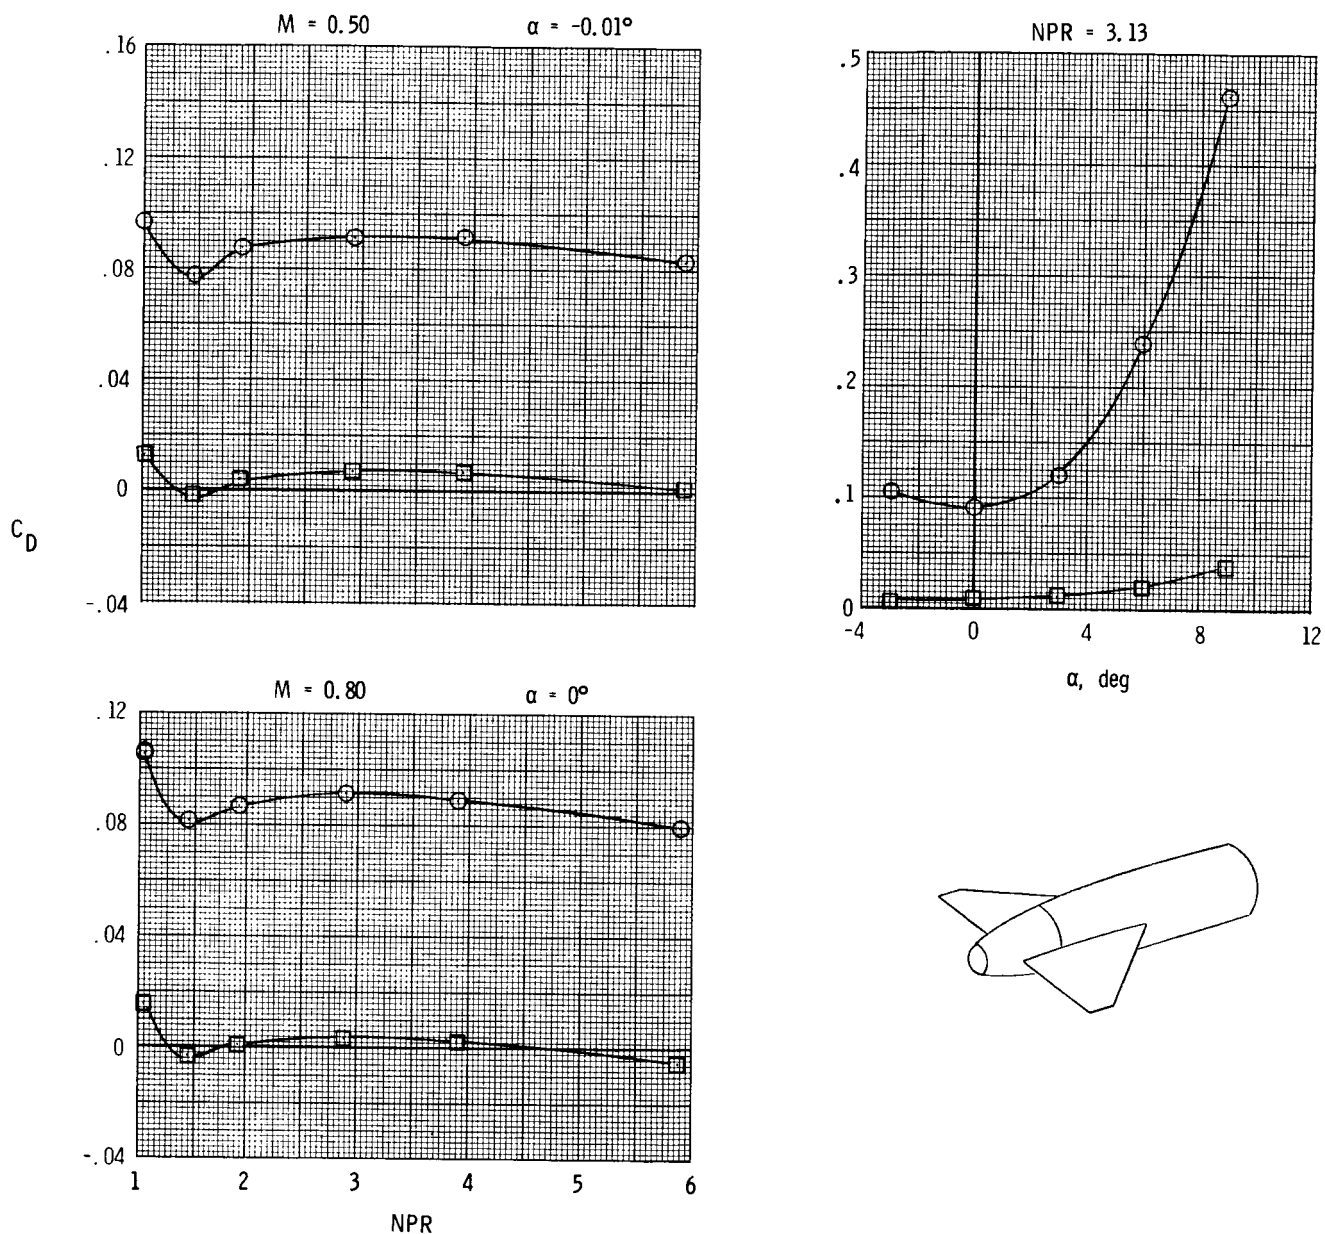 M = 0.50 α = -0.01°
.16
.12
.08
.04
0
-.04
C_D
NPR = 3.13
.5
.4
.3
.2
.1
0
-4 0 4 8 12
α, deg
M = 0.80 α = 0°
.12
.08
.04
0
-.04
1 2 3 4 5 6
NPR